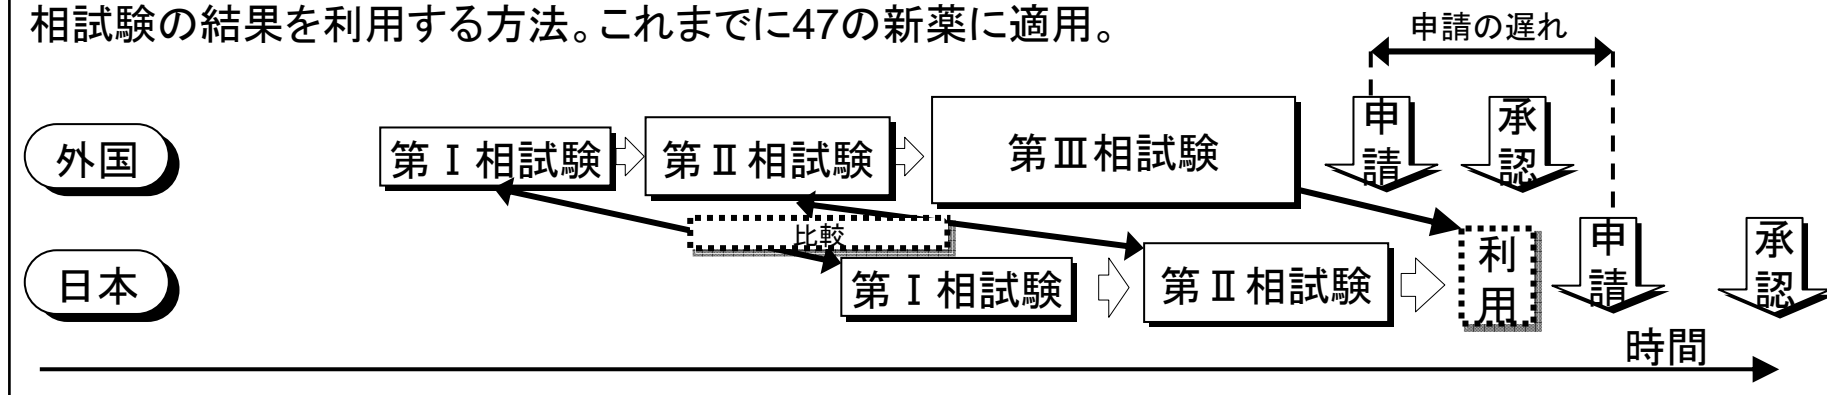 相試験の結果を利用する方法。これまでに47の新薬に適用。
申請の遅れ
外国
第Ⅰ相試験
第Ⅱ相試験
第Ⅲ相試験
申請
承認
比較
日本
第Ⅰ相試験
第Ⅱ相試験
利用
申請
承認
時間